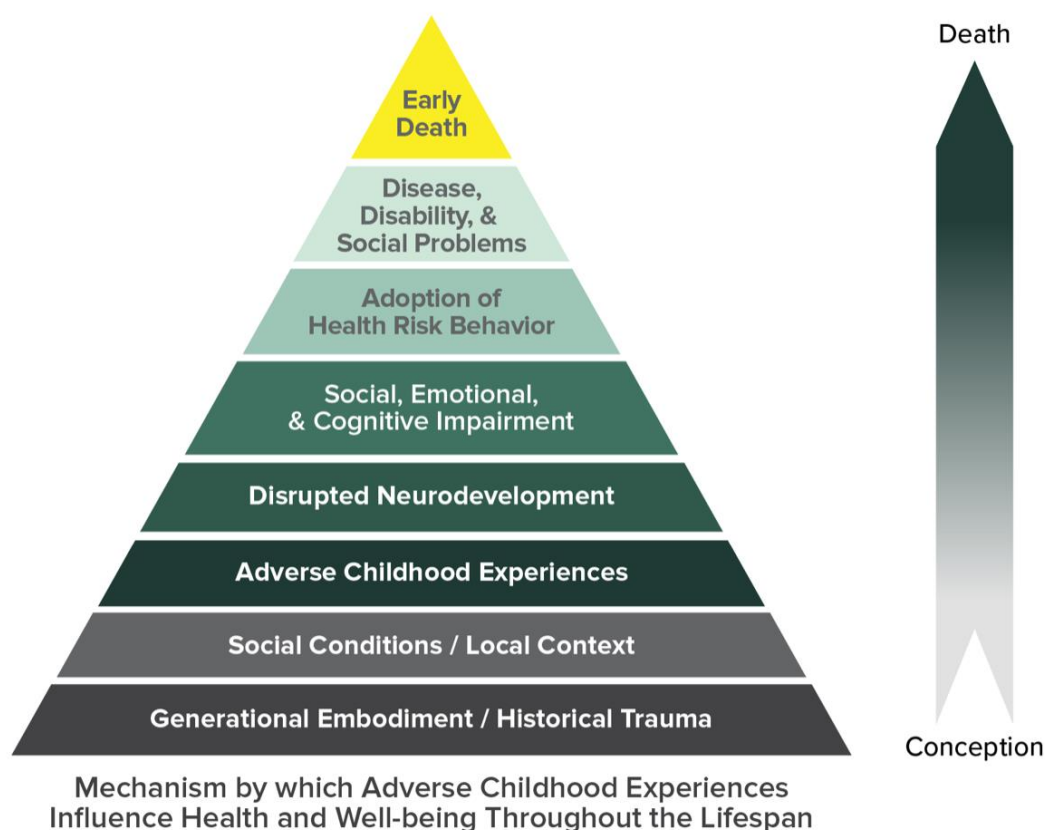 Death
Early
Death
Disease,
Disability, &
Social Problems
Adoption of
Health Risk Behavior
Social, Emotional,
& Cognitive Impairment
Disrupted Neurodevelopment
Adverse Childhood Experiences
Social Conditions / Local Context
Generational Embodiment / Historical Trauma
Conception
Mechanism by which Adverse Childhood Experiences
Influence Health and Well-being Throughout the Lifespan